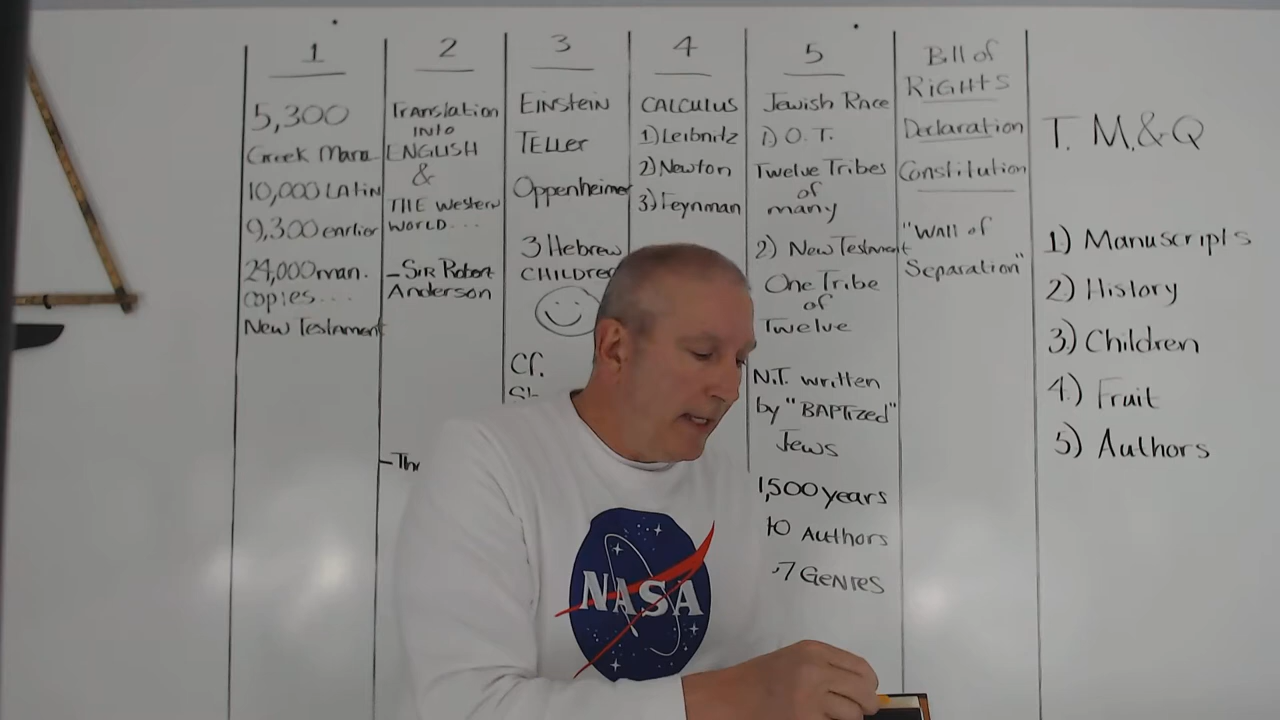 1
5,300
Greek Manu
10,000 LATIN
9,300 earlier
24,000 man.
copies....
New Testament
2
Translation
INTO
ENGLISH
&
THE Western
WORLD...
-SIR Robert
Anderson
3
EINSTEIN
TELLer
Oppenheimer
3 Hebrew
CHILDRE
Cf.
4
CALCULUS
1) Leibnitz
2) Newton
3) Feynman
5
Jewish Race
1) O.T.
Twelve Tribes
of
many
2) New Testament
One Tribe
of
Twelve
N.T. written
by "BAPTIZED"
Jews
1,500 years
Authors
7 GENRES
Bill of
RIGHTS
Declaration
Constitution
"Wall of
Separation"
T. M. & Q
1) Manuscripts
2) History
3) Children
4) Fruit
5) Authors
NASA